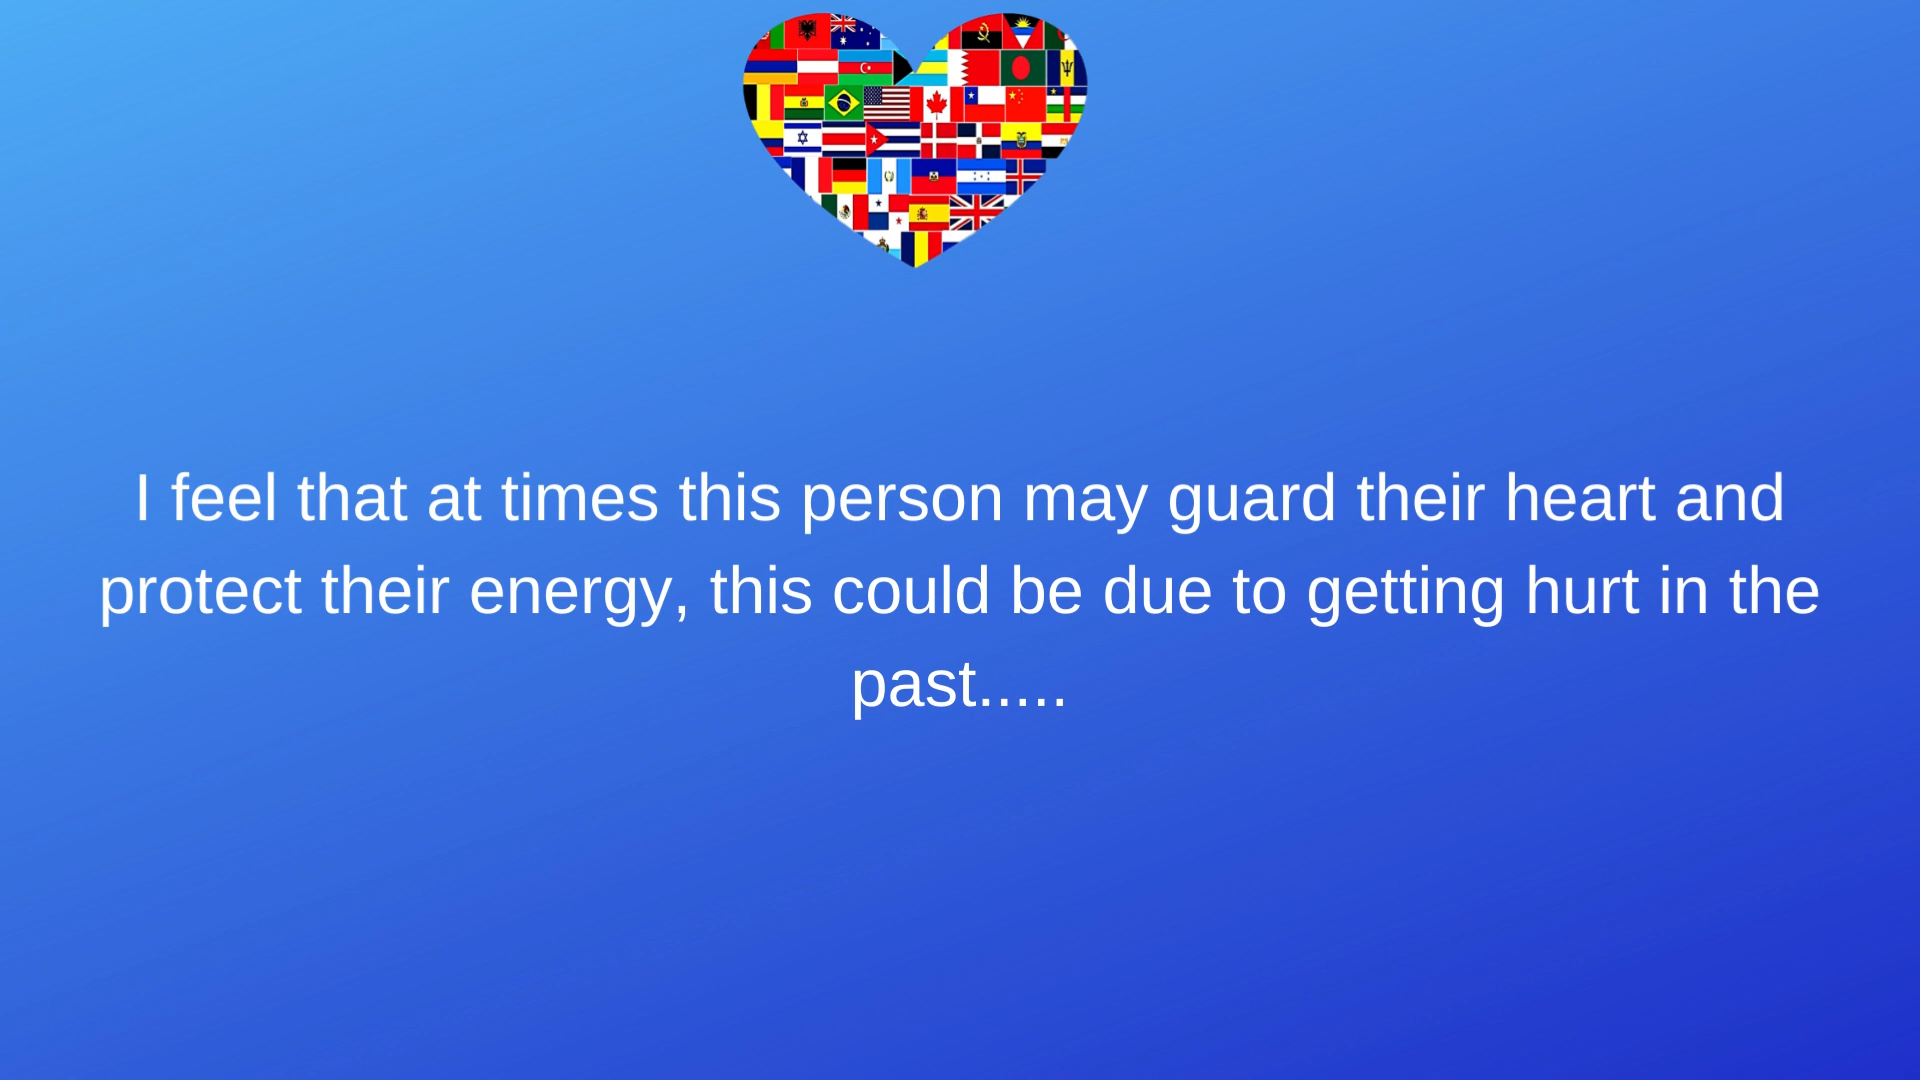 I feel that at times this person may guard their heart and
protect their energy, this could be due to getting hurt in the
past.....